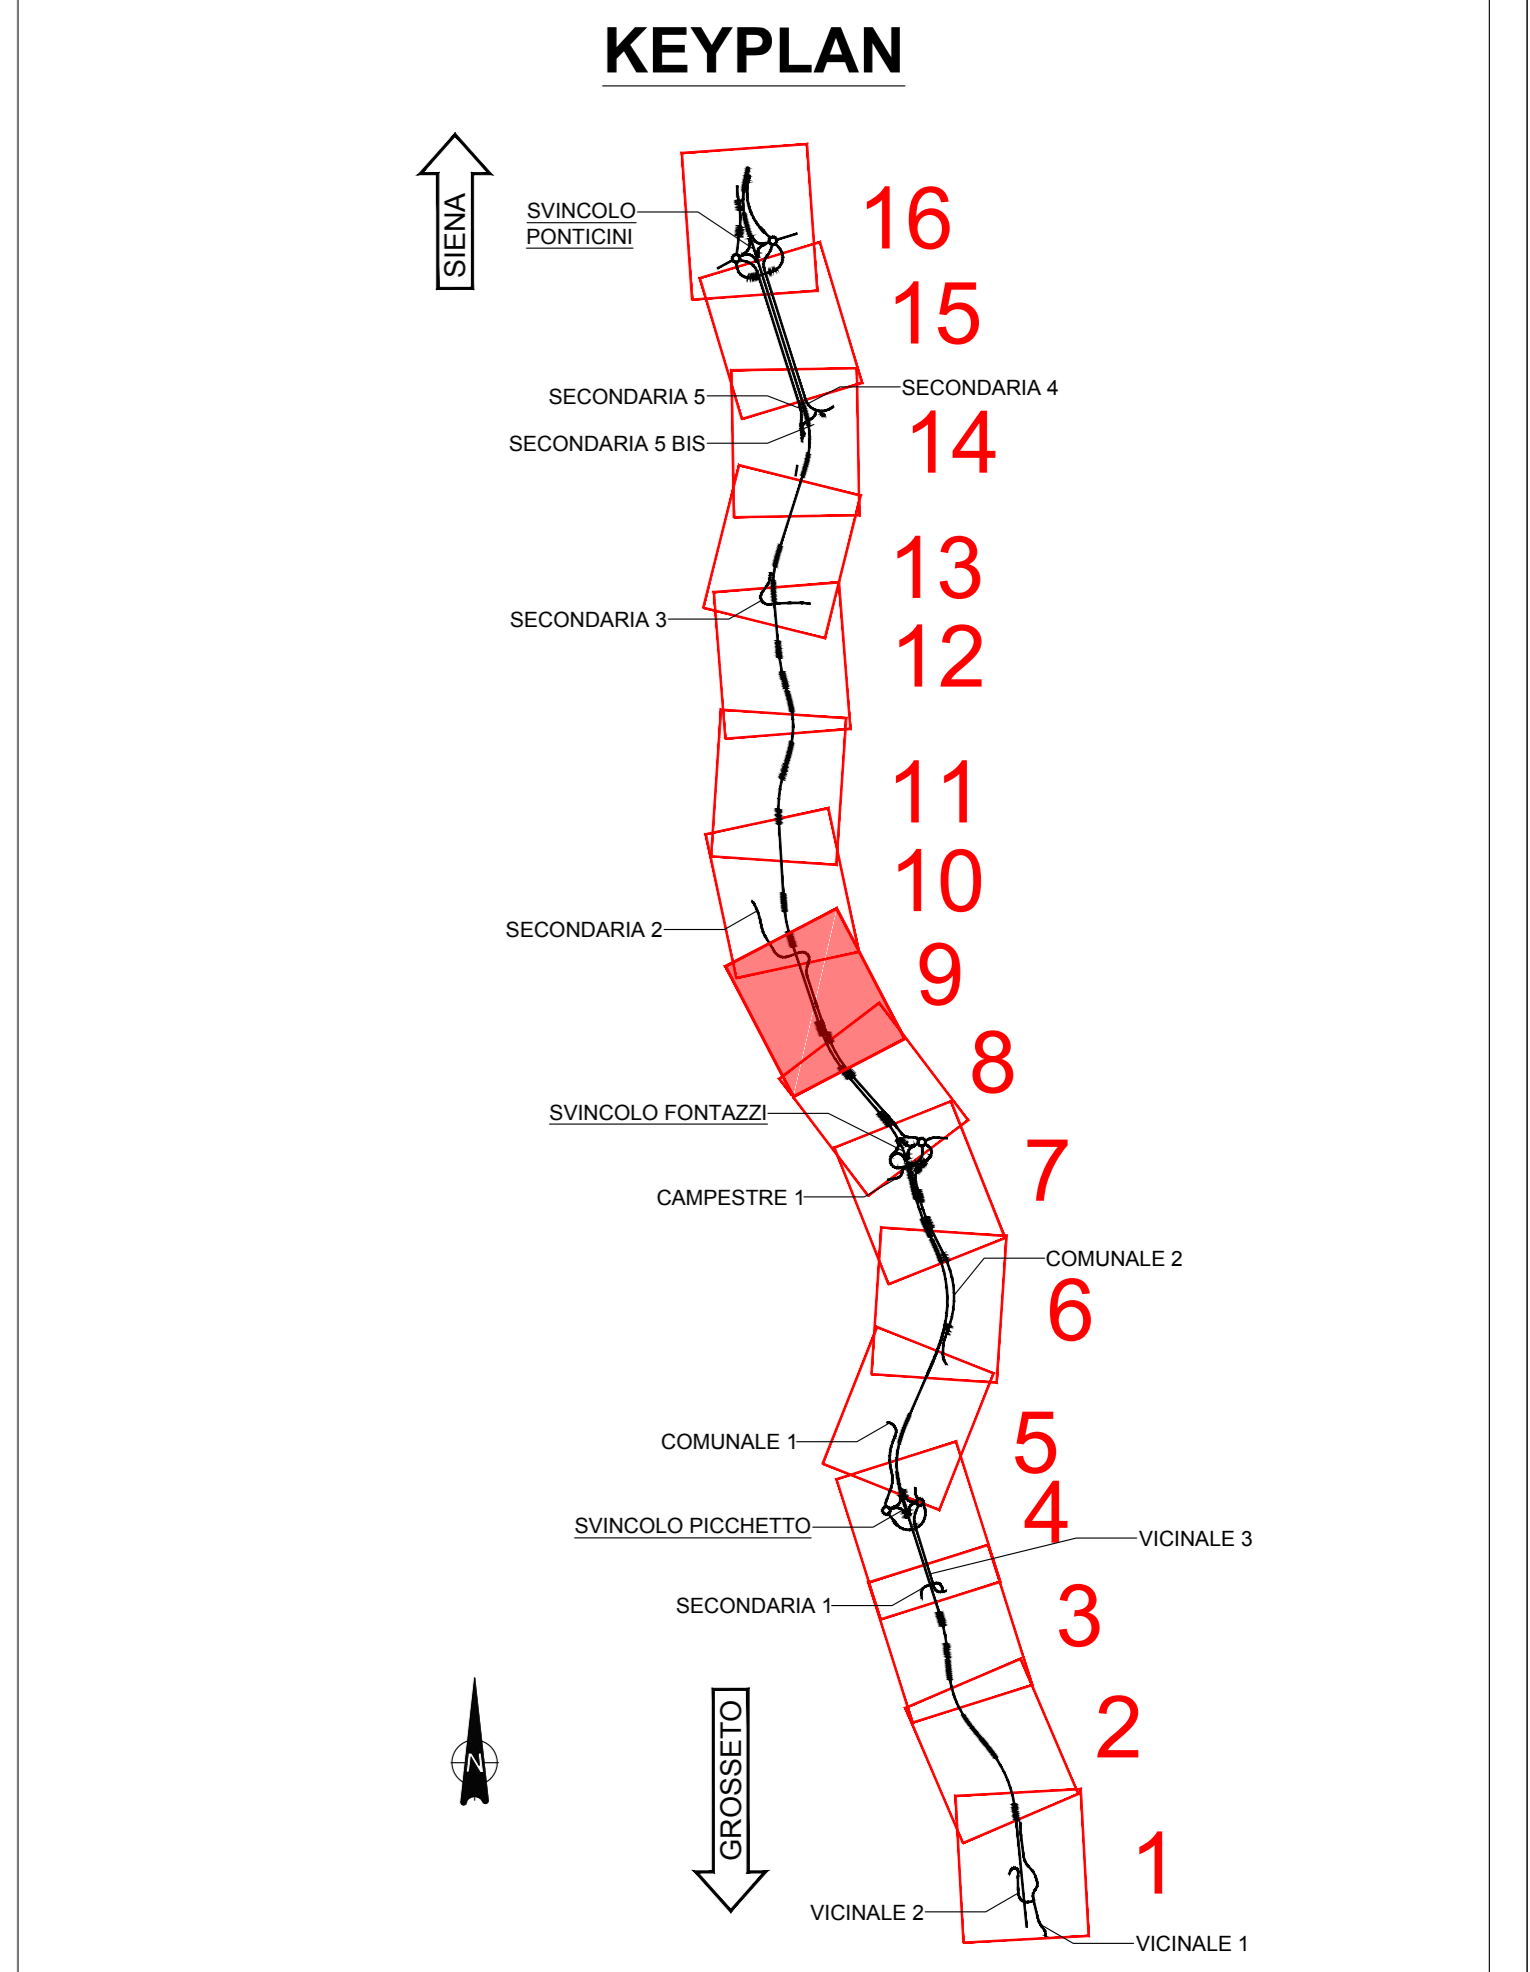 KEYPLAN
SIENA
SVINCOLO
PONTICINI
16
15
SECONDARIA 5
SECONDARIA 4
SECONDARIA 5 BIS
14
13
SECONDARIA 3
12
11
10
SECONDARIA 2
9
8
SVINCOLO FONTAZZI
7
CAMPESTRE 1
COMUNALE 2
6
COMUNALE 1
5
4
SVINCOLO PICCHETTO
VICINALE 3
SECONDARIA 1
3
2
N
GROSSETO
1
VICINALE 2
VICINALE 1